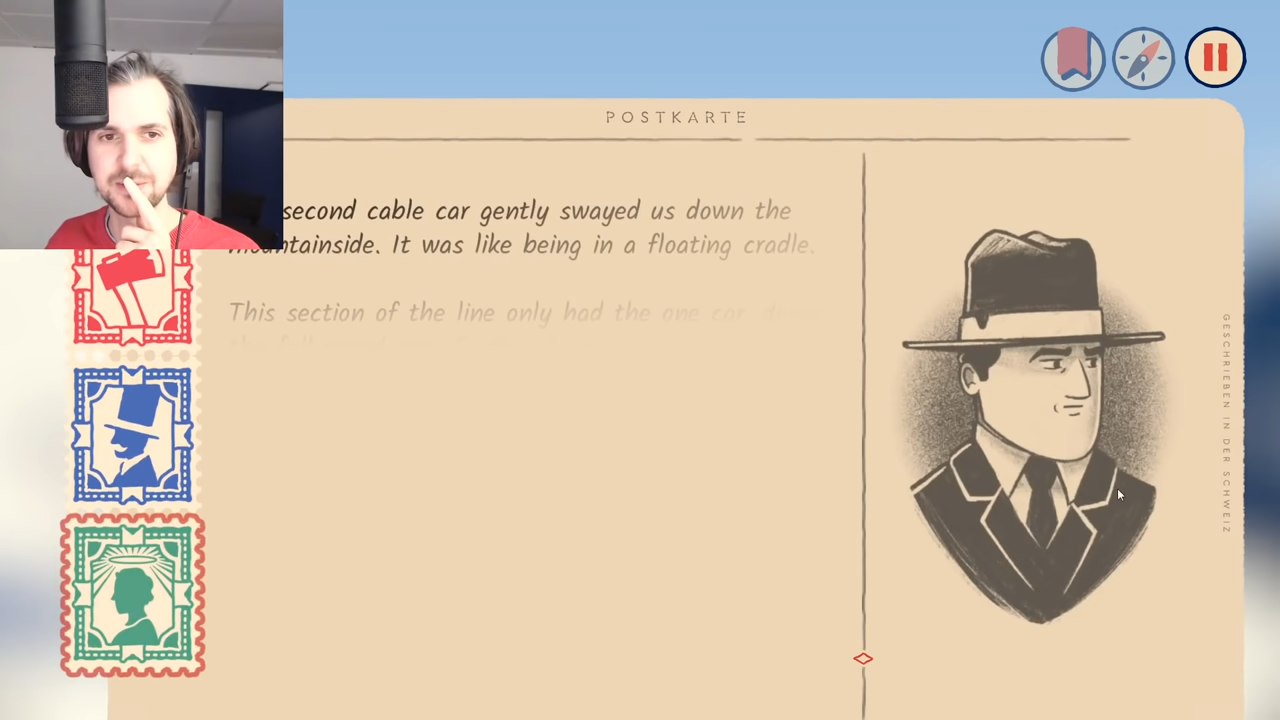 POSTKARTE
second cable car gently swayed us down the
mountainside. It was like being in a floating cradle.
This section of the line only had the one car,
GESCHRIEBEN IN DER SCHWEIZ